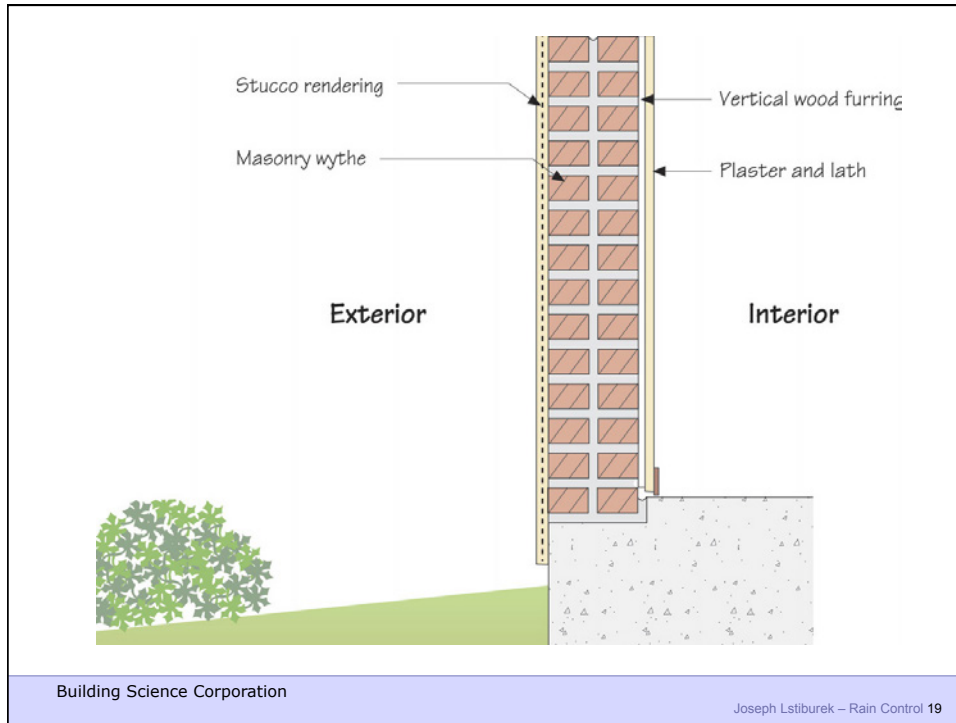 Stucco rendering
Vertical wood furring
Masonry wythe
Plaster and lath
Exterior
Interior
Building Science Corporation
Joseph Lstiburek – Rain Control 19